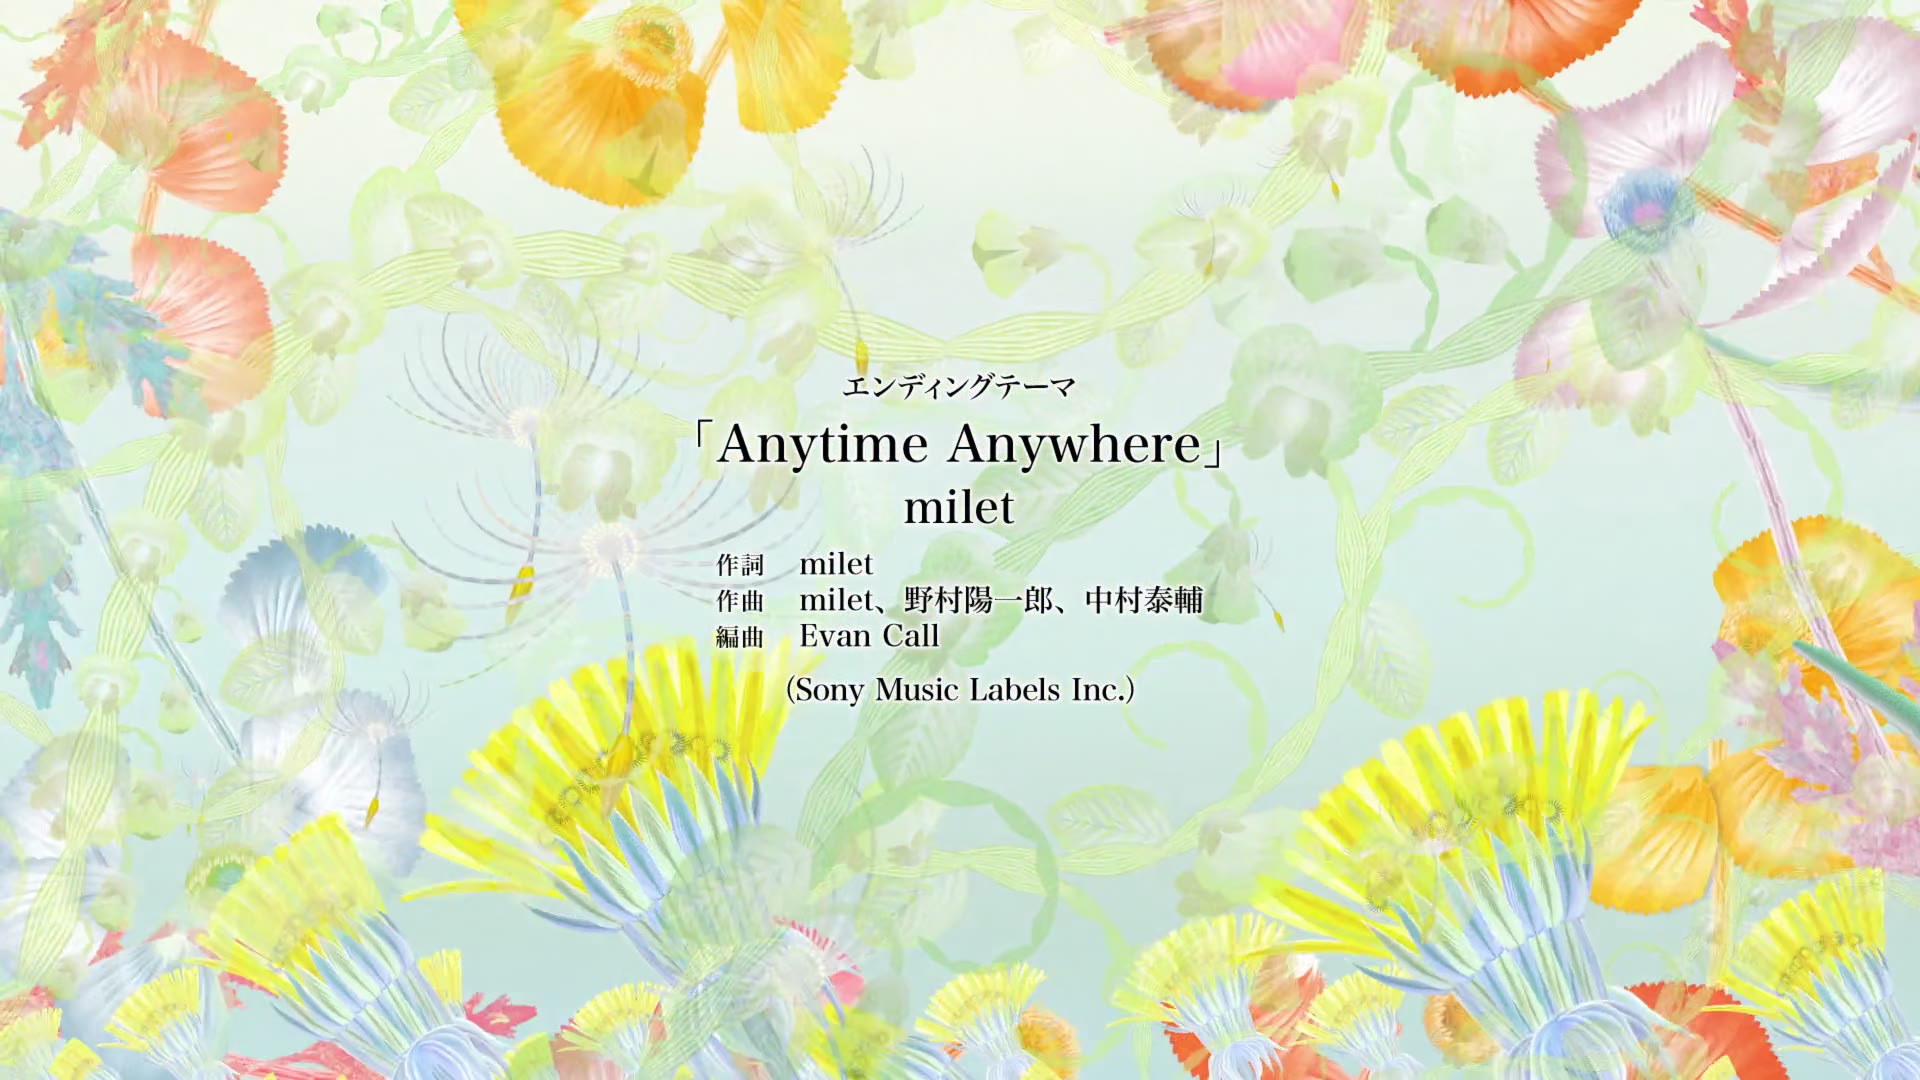 エンディングテーマ
「Anytime Anywhere」
milet
作詞 milet
作曲 milet、野村陽一郎、中村泰輔
編曲 Evan Call
(Sony Music Labels Inc.)